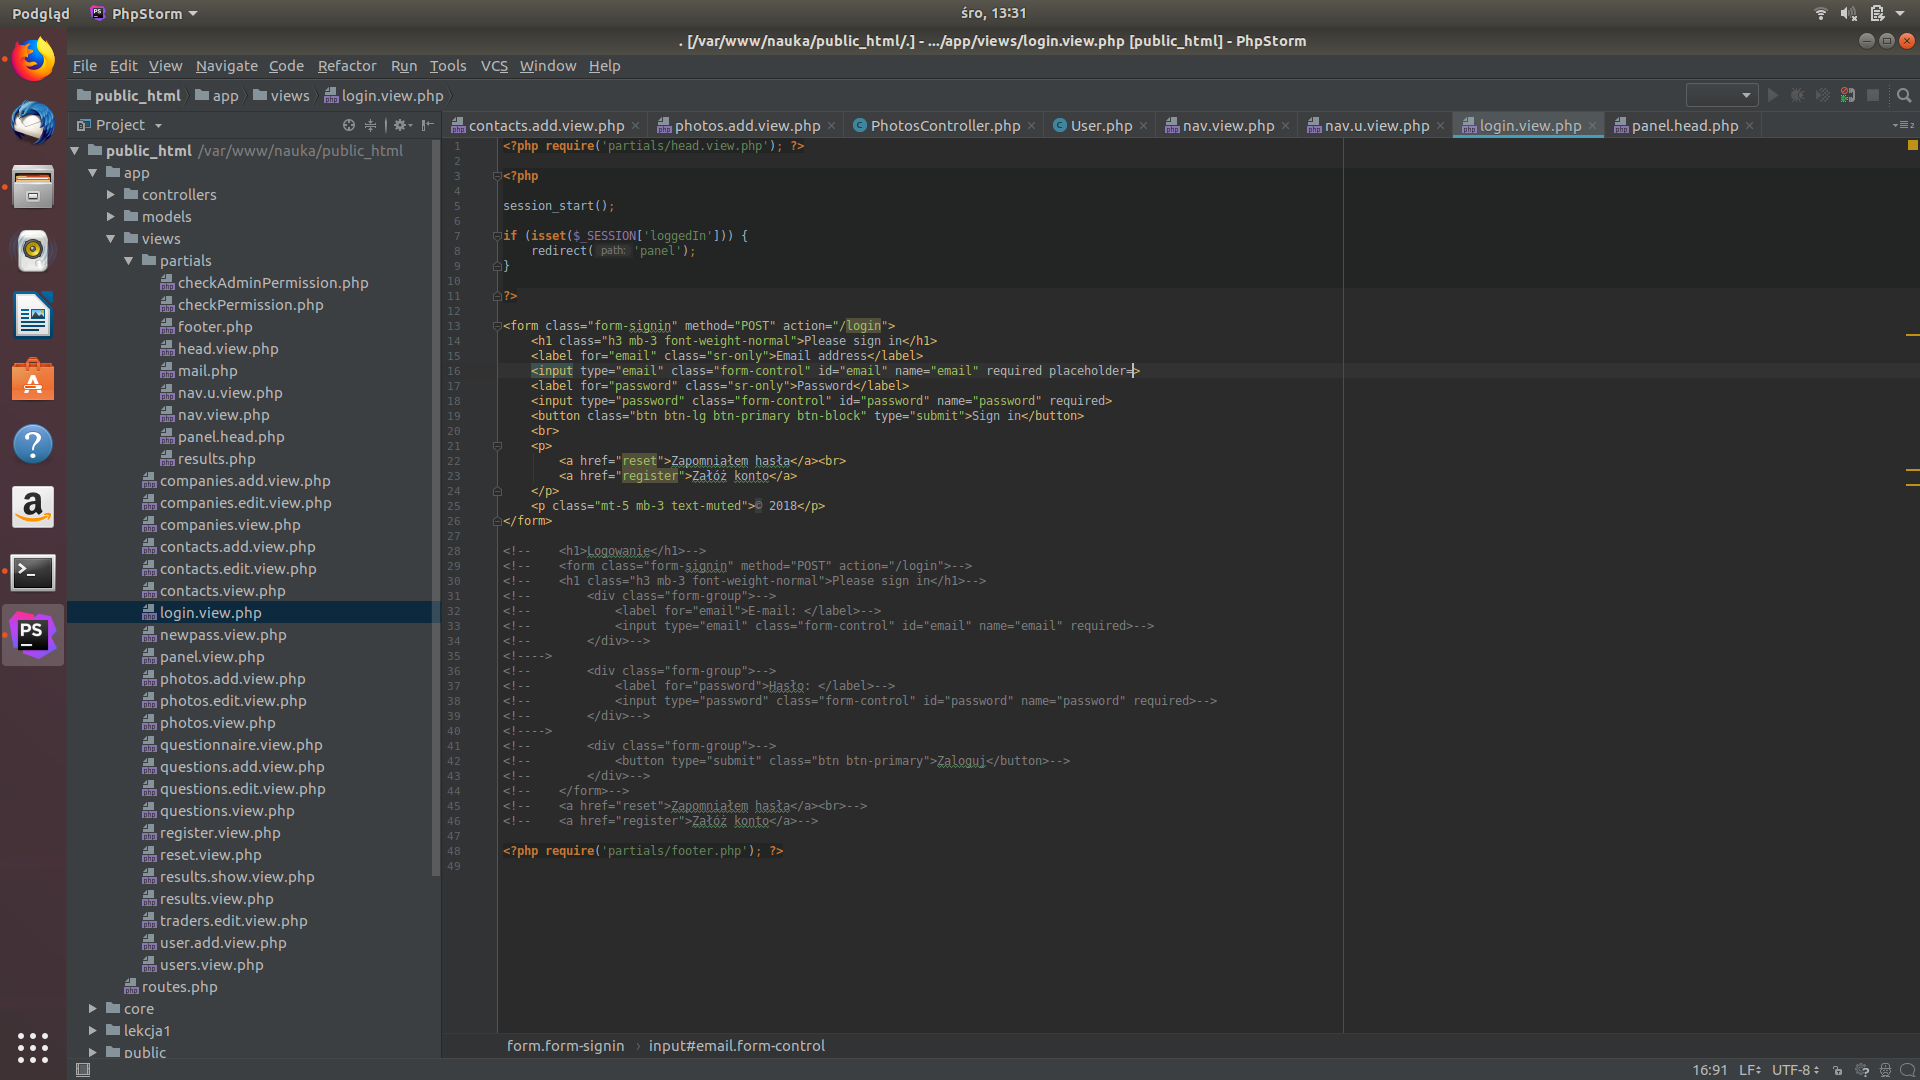 Podgląd
PhpStorm
śro, 13:31
. [/var/www/nauka/public_html/.] - .../app/views/login.view.php [public_html] - PhpStorm
File Edit View Navigate Code Refactor Run Tools VCS Window Help
public_html app views login.view.php
Project
contacts.add.view.php photos.add.view.php PhotosController.php User.php nav.view.php nav.u.view.php login.view.php panel.head.php
public_html /var/www/nauka/public_html
app
controllers
models
views
partials
checkAdminPermission.php
checkPermission.php
footer.php
head.view.php
mail.php
nav.u.view.php
nav.view.php
panel.head.php
results.php
companies.add.view.php
companies.edit.view.php
companies.view.php
contacts.add.view.php
contacts.edit.view.php
contacts.view.php
login.view.php
newpass.view.php
panel.view.php
photos.add.view.php
photos.edit.view.php
photos.view.php
questionnaire.view.php
questions.add.view.php
questions.edit.view.php
questions.view.php
register.view.php
reset.view.php
results.show.view.php
results.view.php
traders.edit.view.php
user.add.view.php
users.view.php
routes.php
core
lekcja1
public
1 <?php require('partials/head.view.php'); ?>
2
3 <?php
4
5 session_start();
6
7 if (isset($_SESSION['loggedIn'])) {
8     redirect( path: 'panel');
9 }
10
11 ?>
12
13 <form class="form-signin" method="POST" action="/login">
14     <h1 class="h3 mb-3 font-weight-normal">Please sign in</h1>
15     <label for="email" class="sr-only">Email address</label>
16     <input type="email" class="form-control" id="email" name="email" required placeholder=>
17     <label for="password" class="sr-only">Password</label>
18     <input type="password" class="form-control" id="password" name="password" required>
19     <button class="btn btn-lg btn-primary btn-block" type="submit">Sign in</button>
20     <br>
21     <p>
22         <a href="reset">Zapomniałem hasła</a><br>
23         <a href="register">Załóż konto</a>
24     </p>
25     <p class="mt-5 mb-3 text-muted">© 2018</p>
26 </form>
27
28 <!--    <h1>Logowanie</h1>-->
29 <!--    <form class="form-signin" method="POST" action="/login">-->
30 <!--    <h1 class="h3 mb-3 font-weight-normal">Please sign in</h1>-->
31 <!--        <div class="form-group">-->
32 <!--            <label for="email">E-mail: </label>-->
33 <!--            <input type="email" class="form-control" id="email" name="email" required>-->
34 <!--        </div>-->
35 <!---->
36 <!--        <div class="form-group">-->
37 <!--            <label for="password">Hasło: </label>-->
38 <!--            <input type="password" class="form-control" id="password" name="password" required>-->
39 <!--        </div>-->
40 <!---->
41 <!--        <div class="form-group">-->
42 <!--            <button type="submit" class="btn btn-primary">Zaloguj</button>-->
43 <!--        </div>-->
44 <!--    </form>-->
45 <!--    <a href="reset">Zapomniałem hasła</a><br>-->
46 <!--    <a href="register">Załóż konto</a>-->
47
48 <?php require('partials/footer.php'); ?>
49
form.form-signin › input#email.form-control
16:91 LF UTF-8